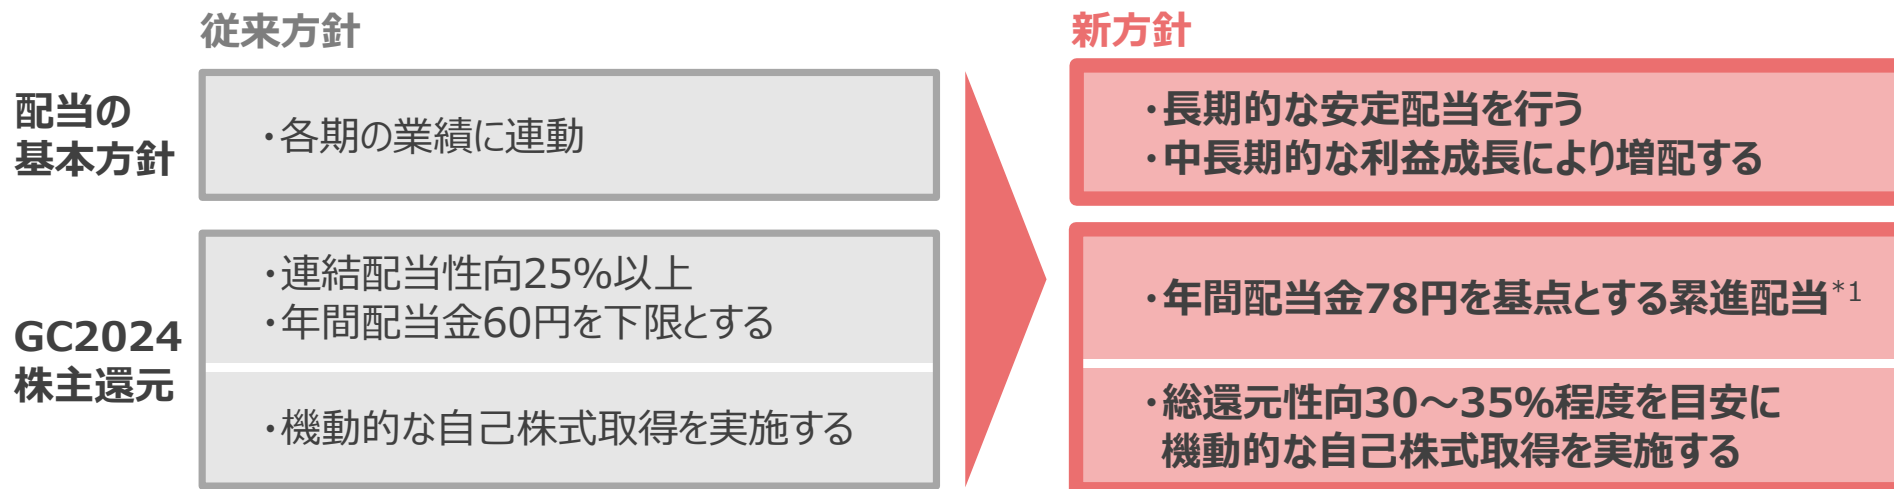 従来方針
新方針
配当の
基本方針
・各期の業績に連動
・長期的な安定配当を行う
・中長期的な利益成長により増配する
GC2024
株主還元
・連結配当性向25%以上
・年間配当金60円を下限とする
・年間配当金78円を基点とする累進配当*1
・機動的な自己株式取得を実施する
・総還元性向30～35%程度を目安に
機動的な自己株式取得を実施する